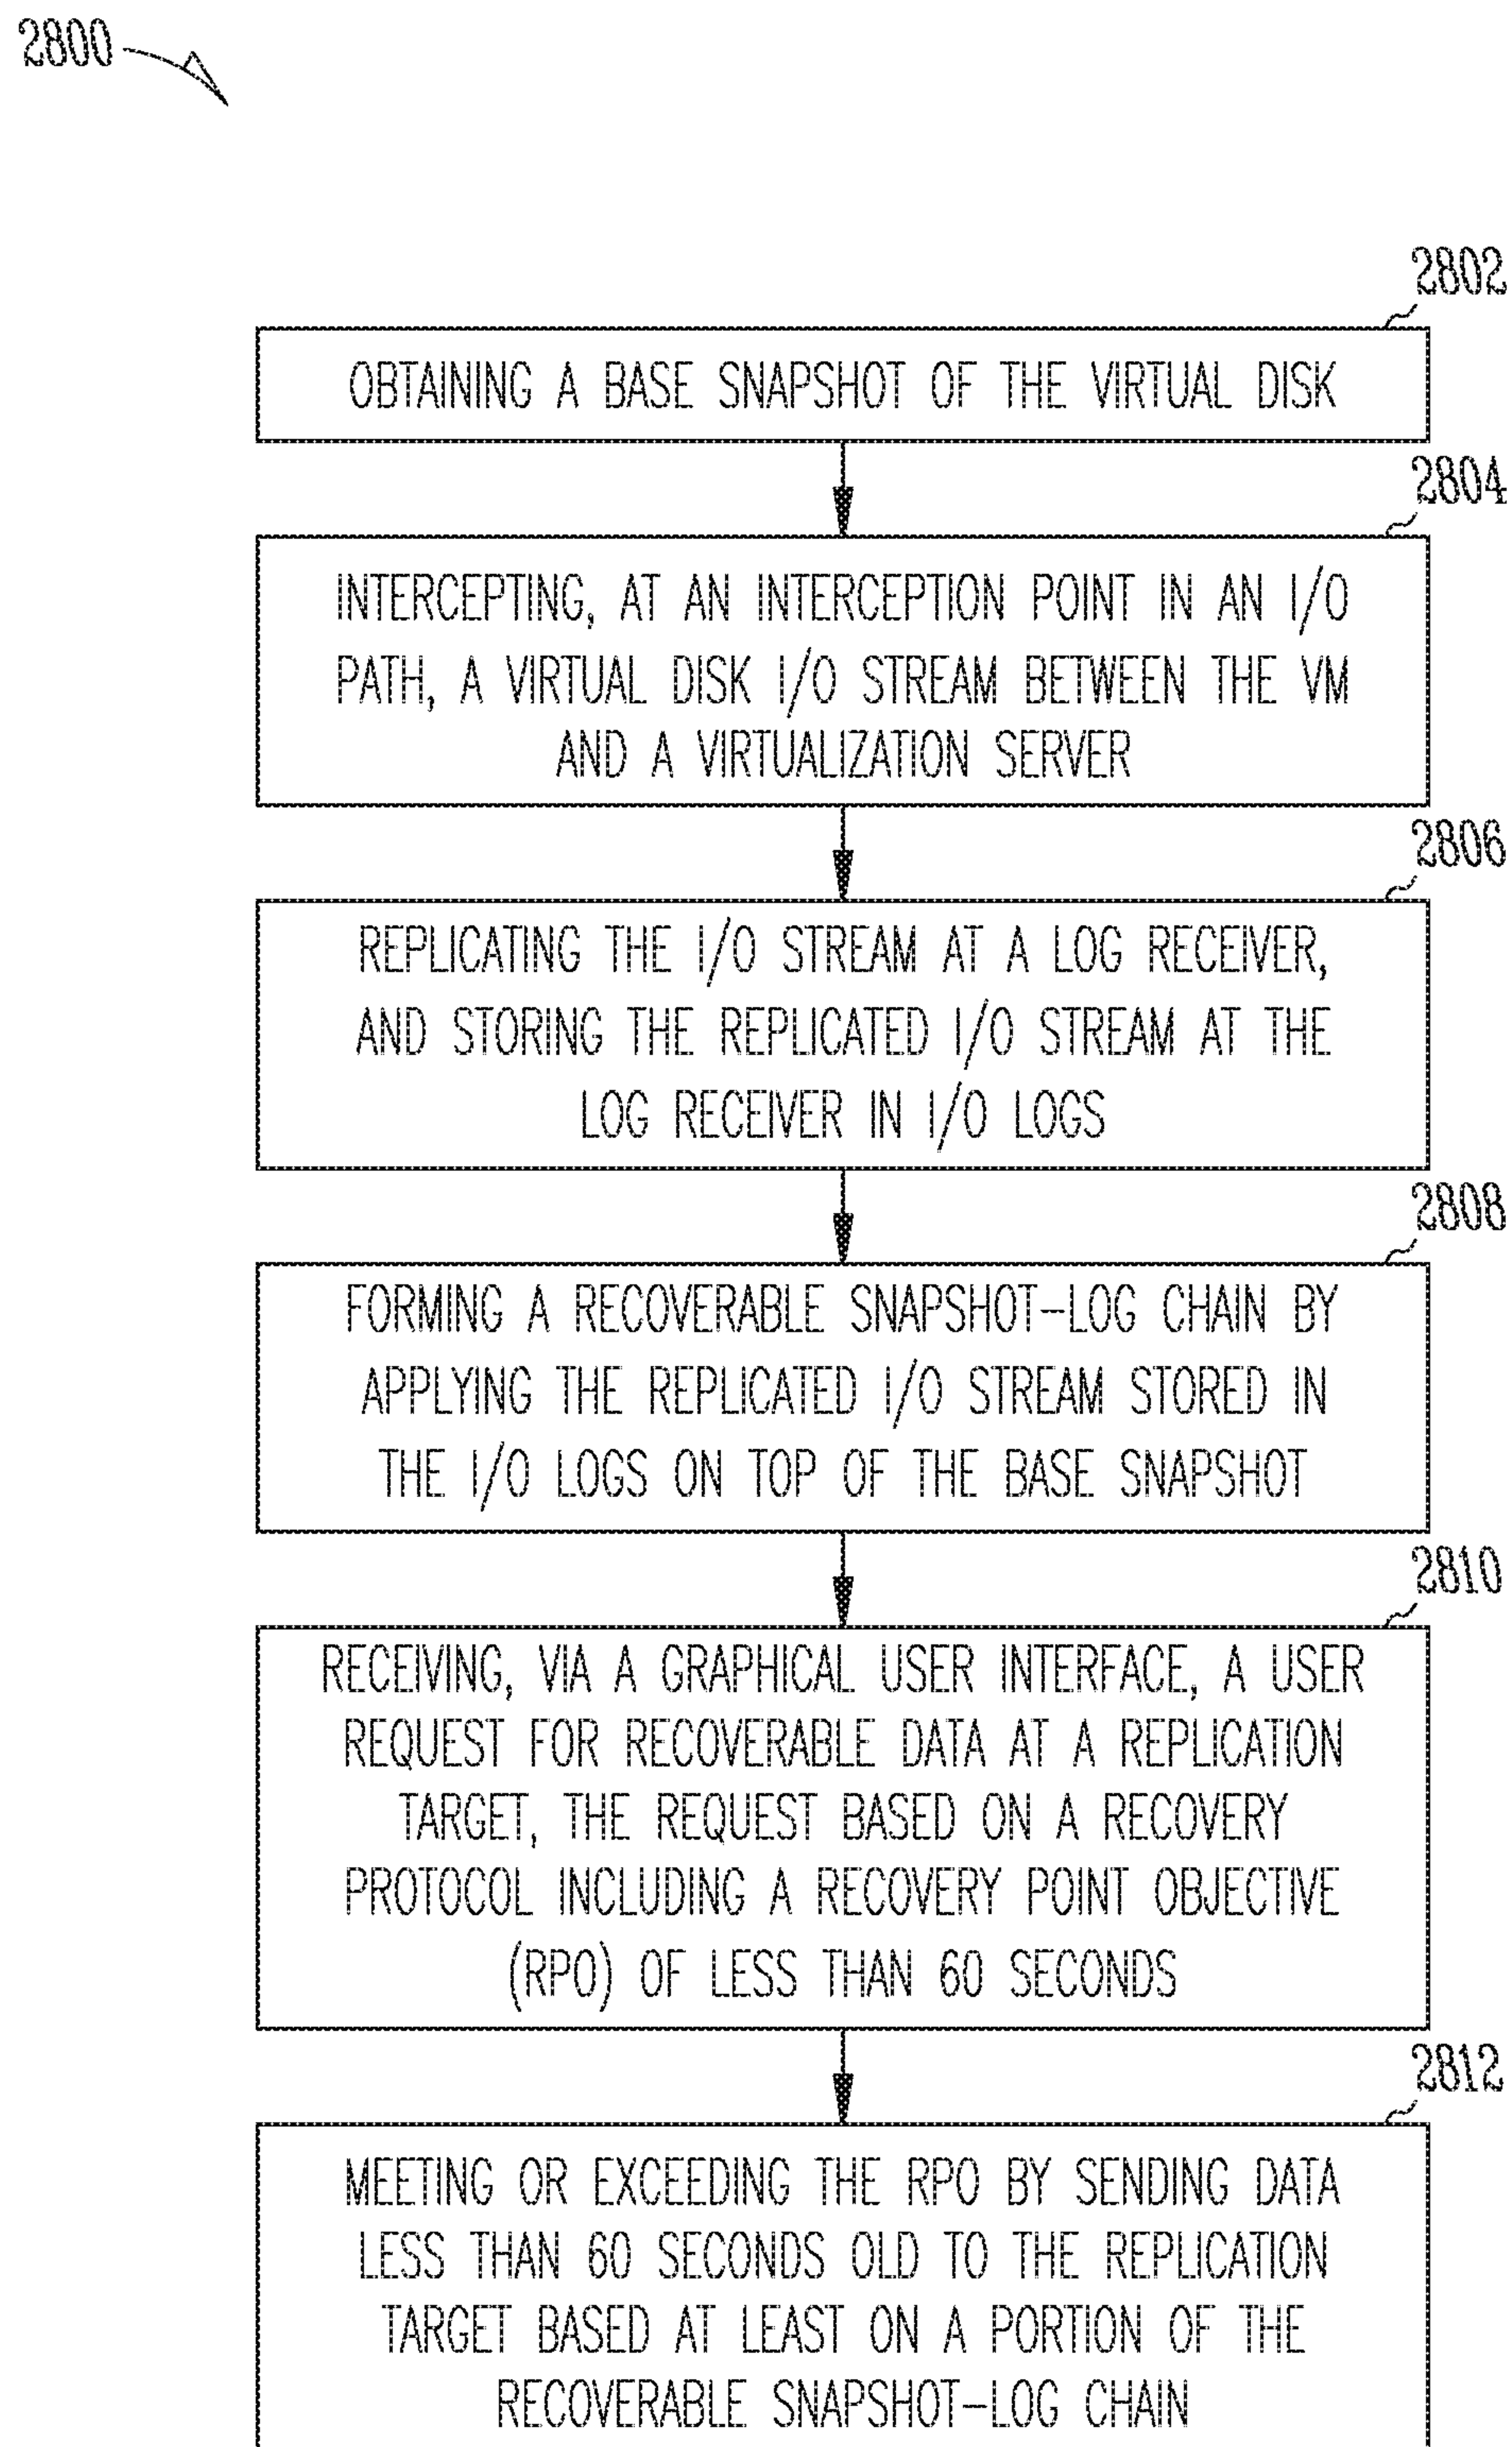 2800
2802
OBTAINING A BASE SNAPSHOT OF THE VIRTUAL DISK
2804
INTERCEPTING, AT AN INTERCEPTION POINT IN AN I/O
PATH, A VIRTUAL DISK I/O STREAM BETWEEN THE VM
AND A VIRTUALIZATION SERVER
2806
REPLICATING THE I/O STREAM AT A LOG RECEIVER,
AND STORING THE REPLICATED I/O STREAM AT THE
LOG RECEIVER IN I/O LOGS
2808
FORMING A RECOVERABLE SNAPSHOT-LOG CHAIN BY
APPLYING THE REPLICATED I/O STREAM STORED IN
THE I/O LOGS ON TOP OF THE BASE SNAPSHOT
2810
RECEIVING, VIA A GRAPHICAL USER INTERFACE, A USER
REQUEST FOR RECOVERABLE DATA AT A REPLICATION
TARGET, THE REQUEST BASED ON A RECOVERY
PROTOCOL INCLUDING A RECOVERY POINT OBJECTIVE
(RPO) OF LESS THAN 60 SECONDS
2812
MEETING OR EXCEEDING THE RPO BY SENDING DATA
LESS THAN 60 SECONDS OLD TO THE REPLICATION
TARGET BASED AT LEAST ON A PORTION OF THE
RECOVERABLE SNAPSHOT-LOG CHAIN